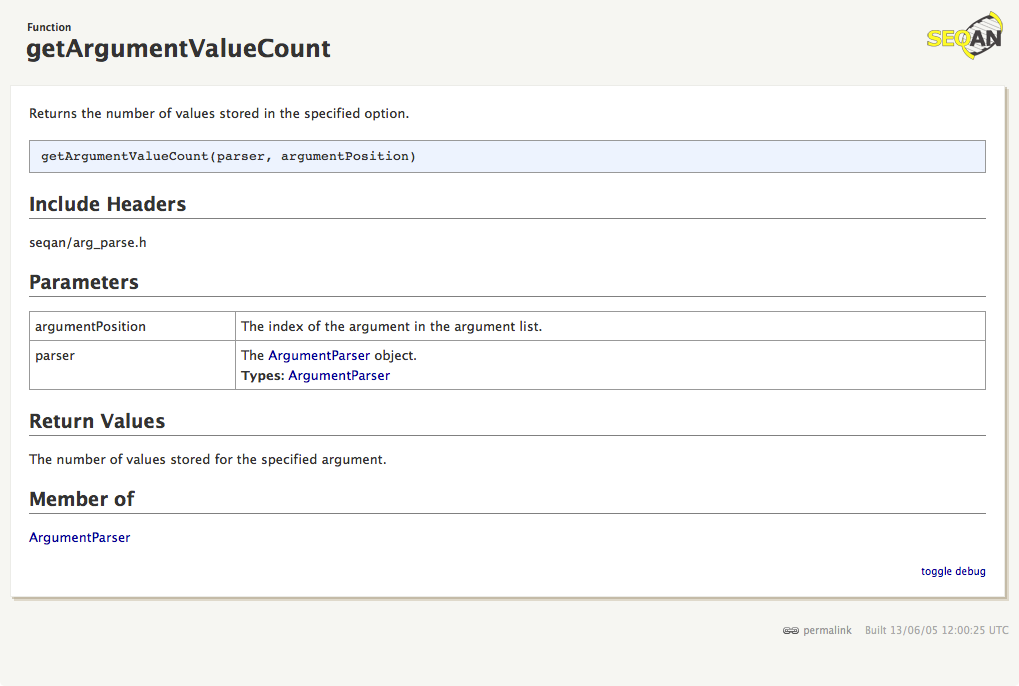 Function
getArgumentValueCount
SEQAN
Returns the number of values stored in the specified option.
getArgumentValueCount(parser, argumentPosition)
Include Headers
seqan/arg_parse.h
Parameters
argumentPosition The index of the argument in the argument list.
parser The ArgumentParser object.
Types: ArgumentParser
Return Values
The number of values stored for the specified argument.
Member of
ArgumentParser
toggle debug
permalink Built 13/06/05 12:00:25 UTC